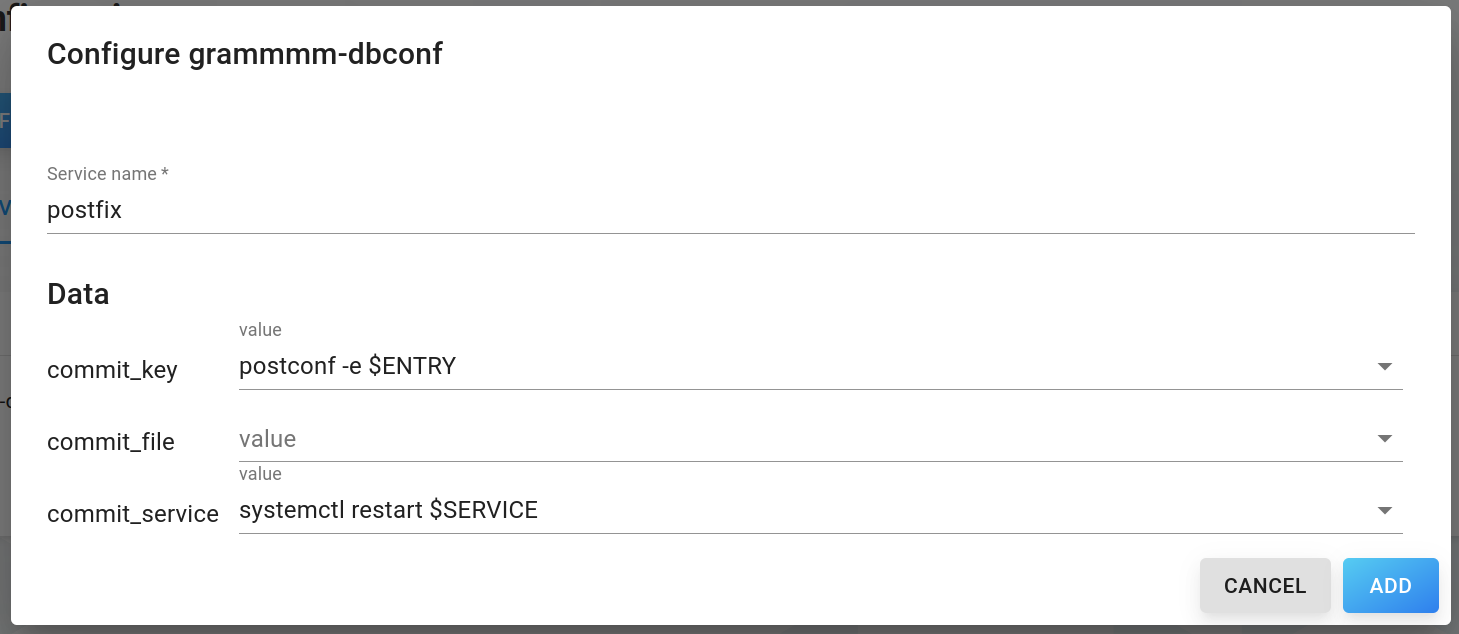 Configure grammmm-dbconf
Service name *
postfix
Data
value
commit_key
postconf -e $ENTRY
commit_file
value
value
commit_service
systemctl restart $SERVICE
CANCEL
ADD